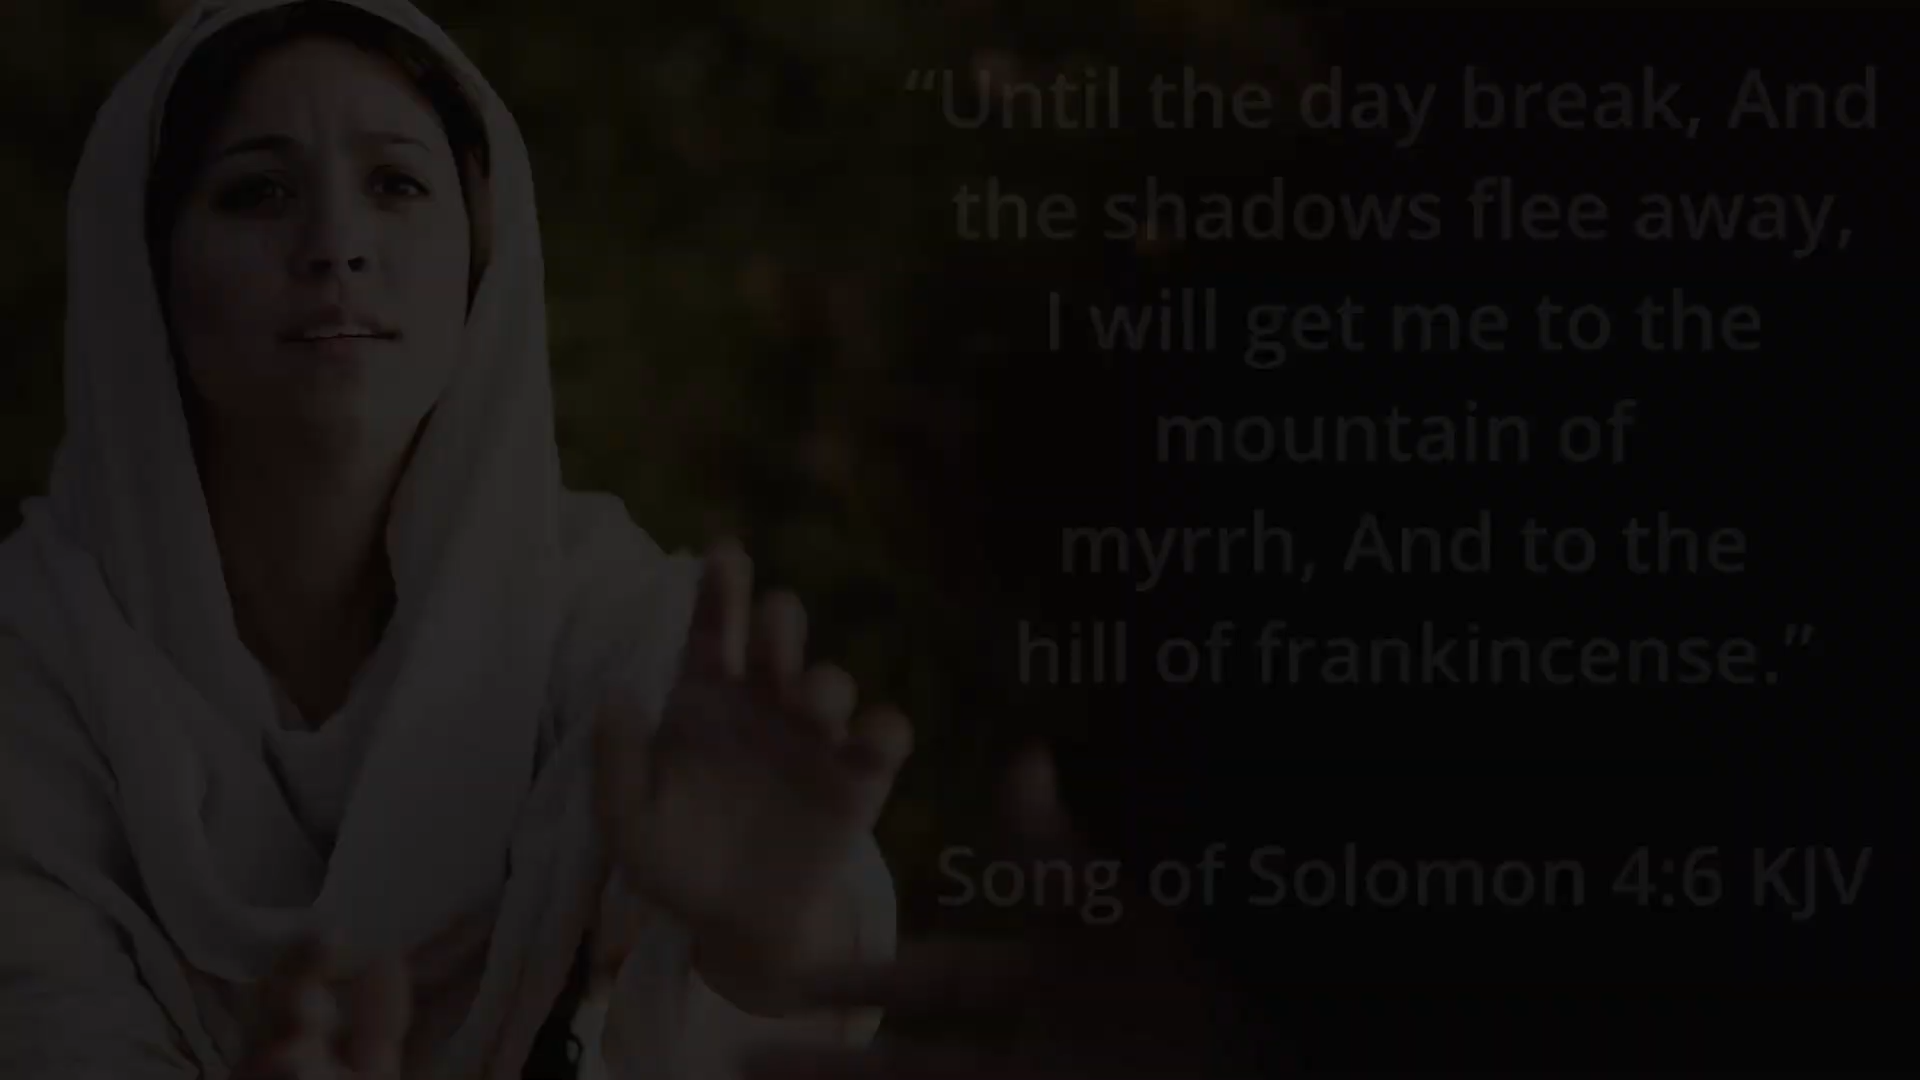 “Until the day break, And
the shadows flee away,
I will get me to the
mountain of
myrrh, And to the
hill of frankincense.”
Song of Solomon 4:6 KJV